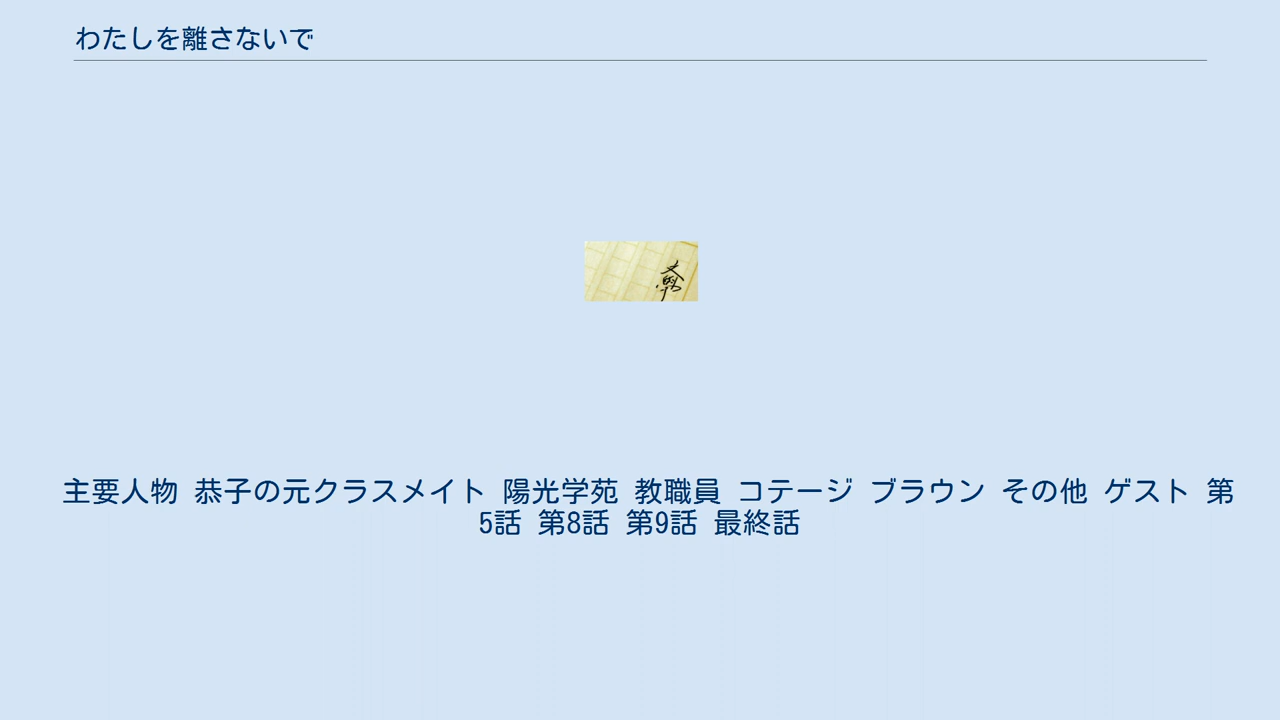 わたしを離さないで
主要人物 恭子の元クラスメイト 陽光学苑 教職員 コテージ ブラウン その他 ゲスト 第
5話 第8話 第9話 最終話